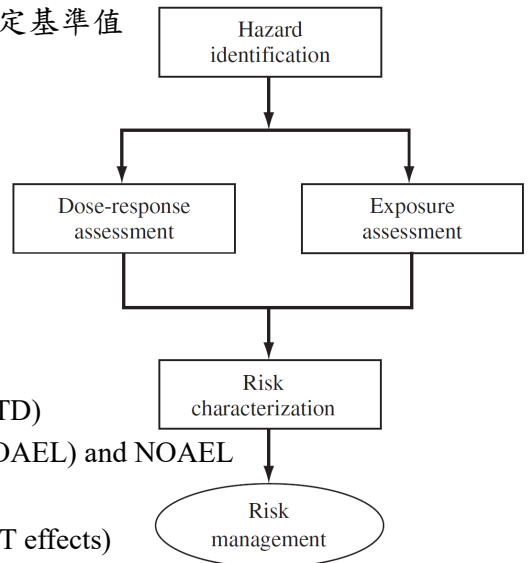 定基準值
Hazard
identification
Dose-response
assessment
Exposure
assessment
Risk
characterization
TD)
OAEL) and NOAEL
Risk
management
T effects)